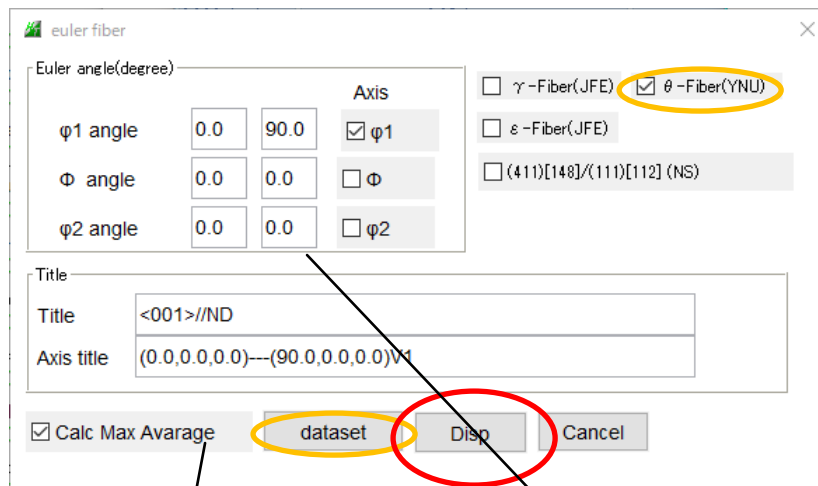 euler fiber
Euler angle(degree)
Axis
φ1 angle 0.0 90.0 φ1
Φ angle 0.0 0.0 Φ
φ2 angle 0.0 0.0 φ2
γ-Fiber(JFE) θ-Fiber(YNU)
ε-Fiber(JFE)
(411)[148]/(111)[112] (NS)
Title
Title <001>//ND
Axis title (0.0,0.0,0.0)---(90.0,0.0,0.0)V1
Calc Max Avarage dataset Disp Cancel